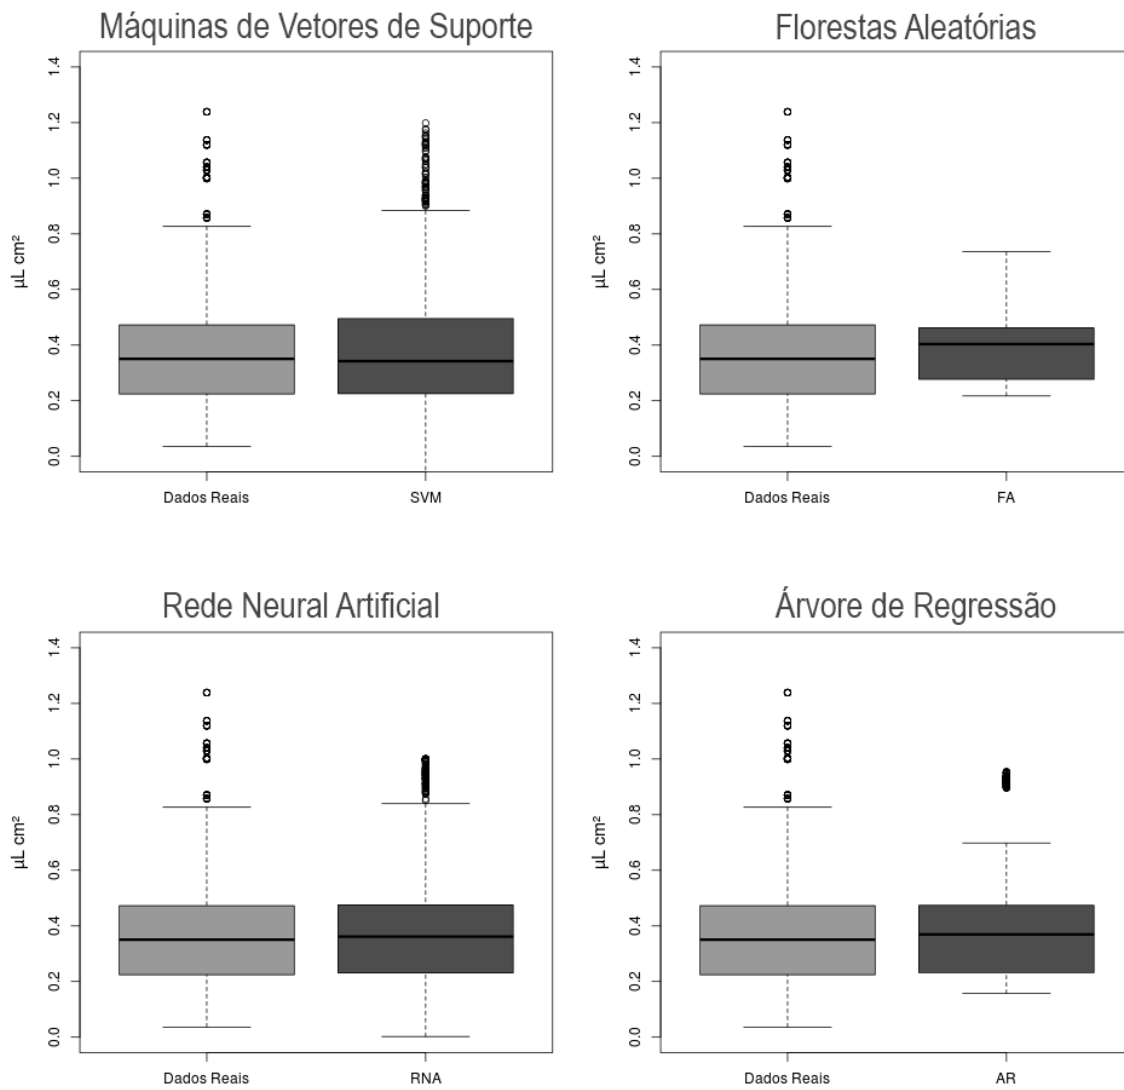 Máquinas de Vetores de Suporte
µL cm²
0.0 0.2 0.4 0.6 0.8 1.0 1.2 1.4
Dados Reais SVM
Florestas Aleatórias
µL cm²
0.0 0.2 0.4 0.6 0.8 1.0 1.2 1.4
Dados Reais FA
Rede Neural Artificial
µL cm²
0.0 0.2 0.4 0.6 0.8 1.0 1.2 1.4
Dados Reais RNA
Árvore de Regressão
µL cm²
0.0 0.2 0.4 0.6 0.8 1.0 1.2 1.4
Dados Reais AR